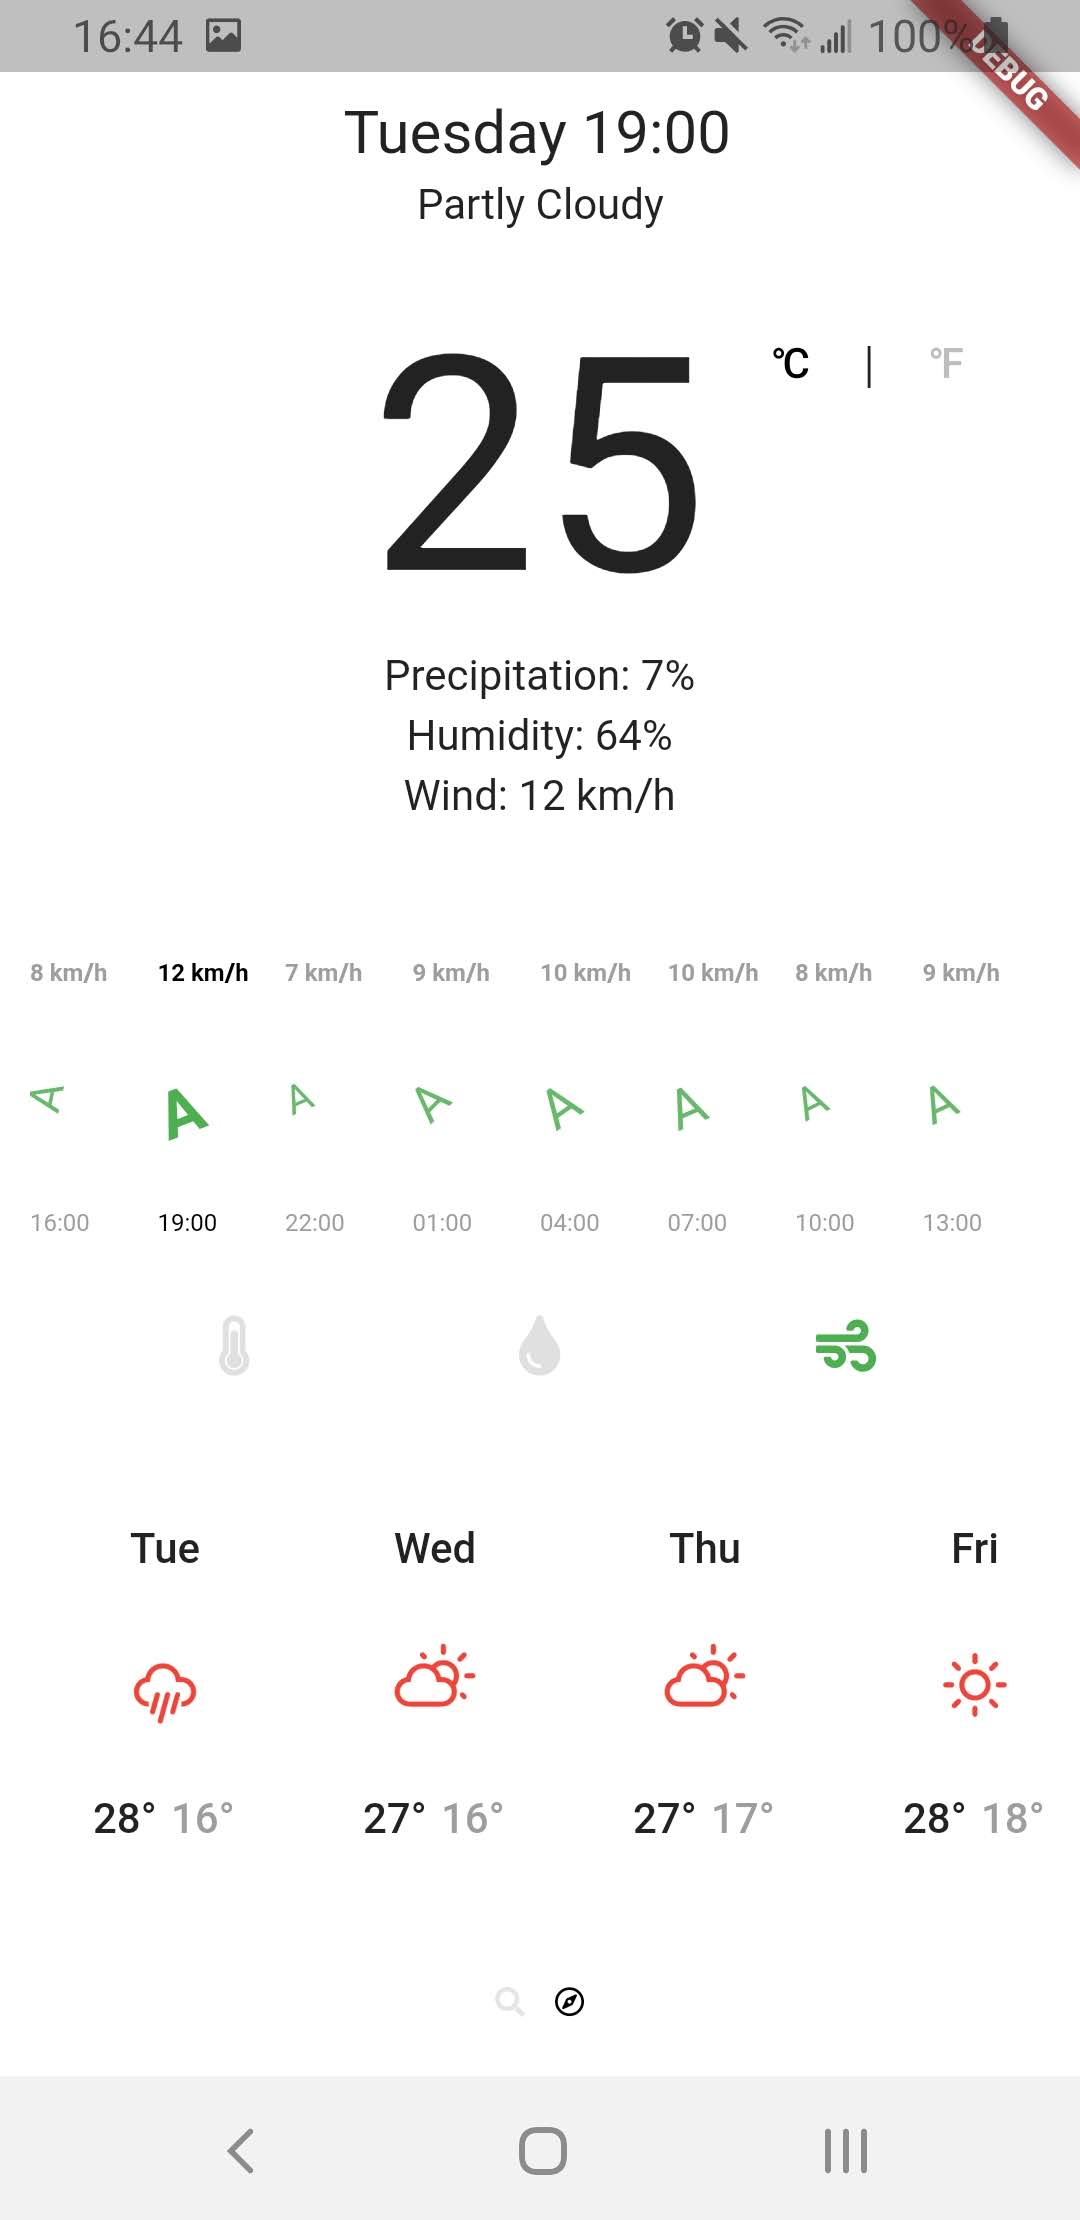 16:44 100%
DEBUG
Tuesday 19:00
Partly Cloudy
25 °C | °F
Precipitation: 7%
Humidity: 64%
Wind: 12 km/h
8 km/h 12 km/h 7 km/h 9 km/h 10 km/h 10 km/h 8 km/h 9 km/h
A A A A A A A A
16:00 19:00 22:00 01:00 04:00 07:00 10:00 13:00
Tue Wed Thu Fri
28° 16° 27° 16° 27° 17° 28° 18°